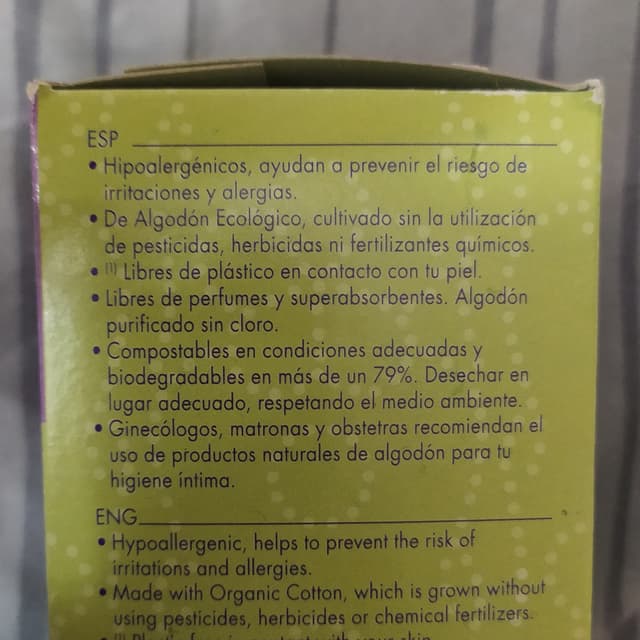 ESP
• Hipoalergénicos, ayudan a prevenir el riesgo de
irritaciones y alergias.
• De Algodón Ecológico, cultivado sin la utilización
de pesticidas, herbicidas ni fertilizantes químicos.
• (1) Libres de plástico en contacto con tu piel.
• Libres de perfumes y superabsorbentes. Algodón
purificado sin cloro.
• Compostables en condiciones adecuadas y
biodegradables en más de un 79%. Desechar en
lugar adecuado, respetando el medio ambiente.
• Ginecólogos, matronas y obstetras recomiendan el
uso de productos naturales de algodón para tu
higiene íntima.
ENG
• Hypoallergenic, helps to prevent the risk of
irritations and allergies.
• Made with Organic Cotton, which is grown without
using pesticides, herbicides or chemical fertilizers.